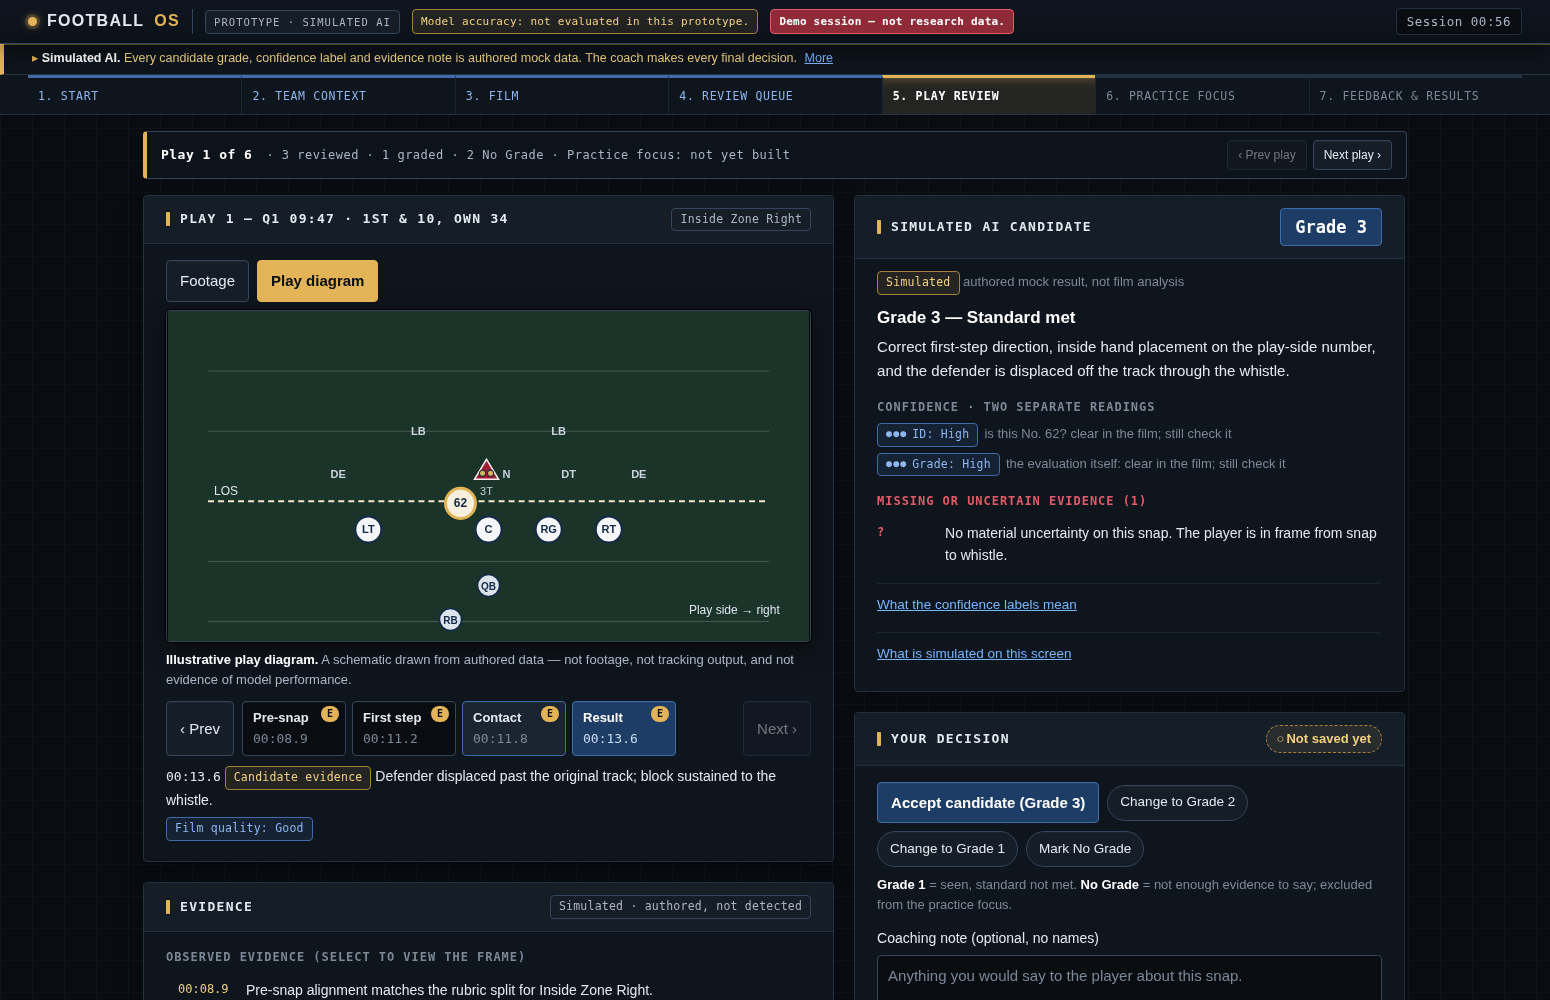 FOOTBALL OS
PROTOTYPE · SIMULATED AI
Model accuracy: not evaluated in this prototype.
Demo session — not research data.
Session 00:56
▸ Simulated AI. Every candidate grade, confidence label and evidence note is authored mock data. The coach makes every final decision. More
1. START
2. TEAM CONTEXT
3. FILM
4. REVIEW QUEUE
5. PLAY REVIEW
6. PRACTICE FOCUS
7. FEEDBACK & RESULTS
Play 1 of 6 · 3 reviewed · 1 graded · 2 No Grade · Practice focus: not yet built
‹ Prev play
Next play ›
PLAY 1 — Q1 09:47 · 1ST & 10, OWN 34
Inside Zone Right
Footage
Play diagram
LB
LB
DE
N
DT
DE
3T
LOS
62
LT
C
RG
RT
QB
RB
Play side → right
Illustrative play diagram. A schematic drawn from authored data — not footage, not tracking output, and not
evidence of model performance.
‹ Prev
Pre-snap
E
00:08.9
First step
E
00:11.2
Contact
E
00:11.8
Result
E
00:13.6
Next ›
00:13.6 Candidate evidence Defender displaced past the original track; block sustained to the
whistle.
Film quality: Good
EVIDENCE
Simulated · authored, not detected
OBSERVED EVIDENCE (SELECT TO VIEW THE FRAME)
00:08.9 Pre-snap alignment matches the rubric split for Inside Zone Right.
SIMULATED AI CANDIDATE
Grade 3
Simulated authored mock result, not film analysis
Grade 3 — Standard met
Correct first-step direction, inside hand placement on the play-side number,
and the defender is displaced off the track through the whistle.
CONFIDENCE · TWO SEPARATE READINGS
●●● ID: High is this No. 62? clear in the film; still check it
●●● Grade: High the evaluation itself: clear in the film; still check it
MISSING OR UNCERTAIN EVIDENCE (1)
? No material uncertainty on this snap. The player is in frame from snap
to whistle.
What the confidence labels mean
What is simulated on this screen
YOUR DECISION
○ Not saved yet
Accept candidate (Grade 3)
Change to Grade 2
Change to Grade 1
Mark No Grade
Grade 1 = seen, standard not met. No Grade = not enough evidence to say; excluded
from the practice focus.
Coaching note (optional, no names)
Anything you would say to the player about this snap.